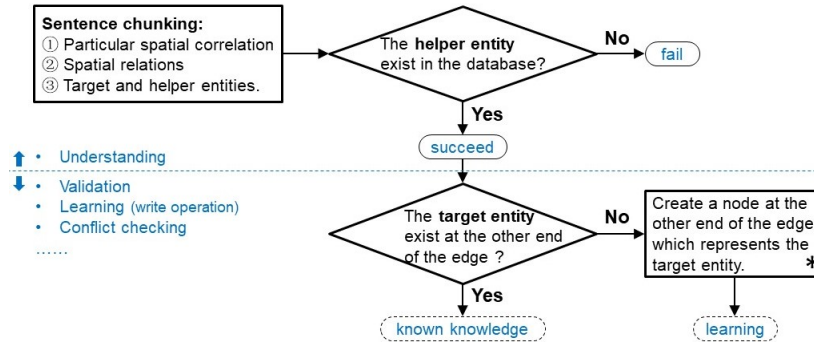 Sentence chunking:
① Particular spatial correlation
② Spatial relations
③ Target and helper entities.
The helper entity
exist in the database?
No
fail
Yes
succeed
• Understanding
• Validation
• Learning (write operation)
• Conflict checking
......
The target entity
exist at the other end
of the edge ?
No
Create a node at the
other end of the edge
which represents the
target entity. *
Yes
known knowledge
learning